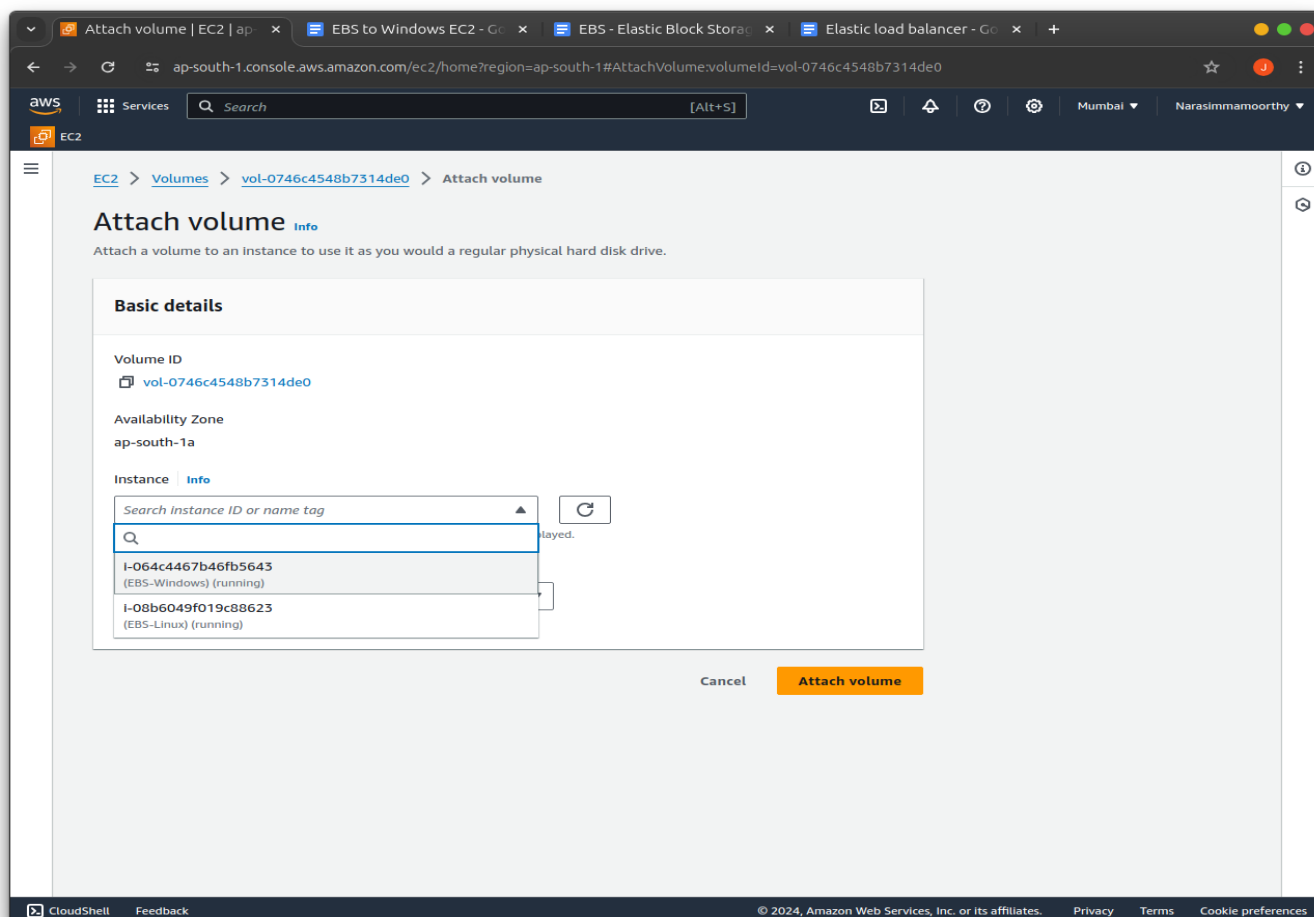 Attach volume | EC2 | ap-
EBS to Windows EC2 - Go
EBS - Elastic Block Storag
Elastic load balancer - Go
ap-south-1.console.aws.amazon.com/ec2/home?region=ap-south-1#AttachVolume:volumeId=vol-0746c4548b7314de0
J
aws
Services
Search
[Alt+S]
Mumbai
Narasimmamoorthy
EC2
EC2 > Volumes > vol-0746c4548b7314de0 > Attach volume
Attach volume Info
Attach a volume to an instance to use it as you would a regular physical hard disk drive.
Basic details
Volume ID
vol-0746c4548b7314de0
Availability Zone
ap-south-1a
Instance Info
Search instance ID or name tag
layed.
i-064c4467b46fb5643
(EBS-Windows) (running)
i-08b6049f019c88623
(EBS-Linux) (running)
Cancel
Attach volume
CloudShell Feedback © 2024, Amazon Web Services, Inc. or its affiliates. Privacy Terms Cookie preferences